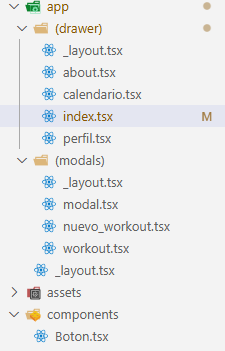 app
(drawer)
_layout.tsx
about.tsx
calendario.tsx
index.tsx M
perfil.tsx
(modals)
_layout.tsx
modal.tsx
nuevo_workout.tsx
workout.tsx
_layout.tsx
assets
components
Boton.tsx